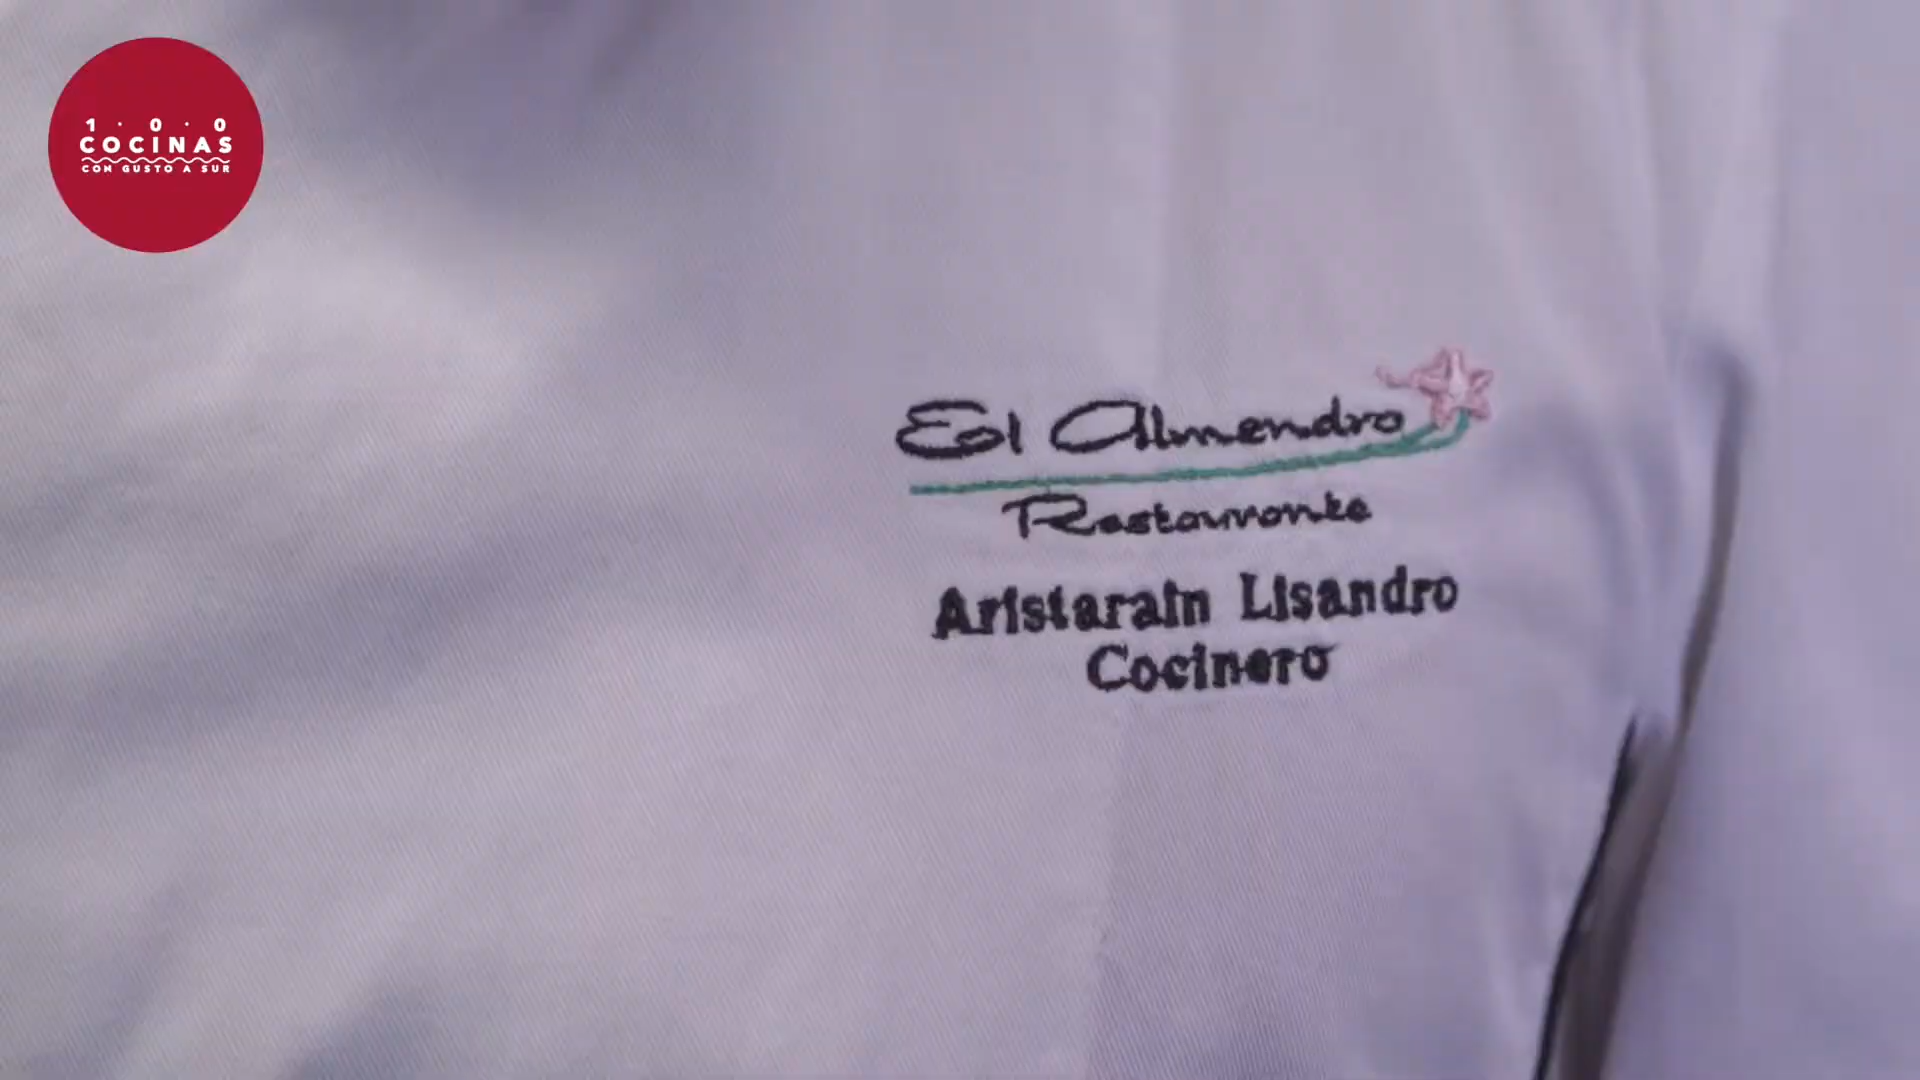 1·0·0
COCINAS
CON GUSTO A SUR
El Almendro
Restaurante
Aristarain Lisandro
Cocinero